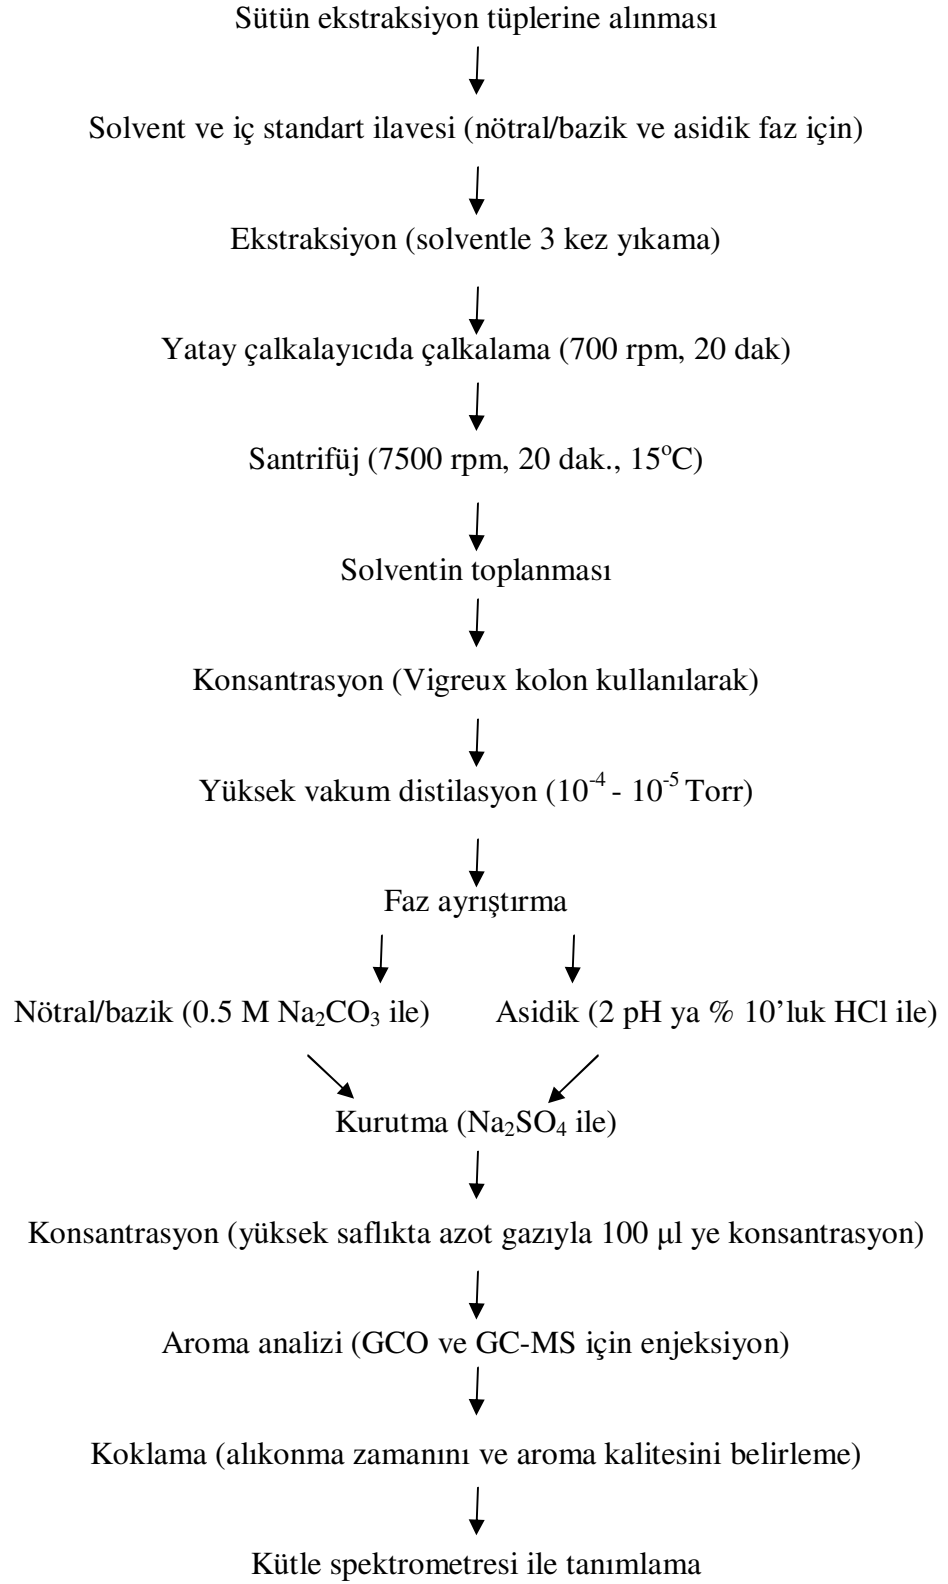 Sütün ekstraksiyon tüplerine alınması
Solvent ve iç standart ilavesi (nötral/bazik ve asidik faz için)
Ekstraksiyon (solventle 3 kez yıkama)
Yatay çalkalayıcıda çalkalama (700 rpm, 20 dak)
Santrifüj (7500 rpm, 20 dak., 15°C)
Solventin toplanması
Konsantrasyon (Vigreux kolon kullanılarak)
Yüksek vakum distilasyon (10⁻⁴ - 10⁻⁵ Torr)
Faz ayrıştırma
Nötral/bazik (0.5 M Na₂CO₃ ile) Asidik (2 pH ya % 10’luk HCl ile)
Kurutma (Na₂SO₄ ile)
Konsantrasyon (yüksek saflıkta azot gazıyla 100 µl ye konsantrasyon)
Aroma analizi (GCO ve GC-MS için enjeksiyon)
Koklama (alıkonma zamanını ve aroma kalitesini belirleme)
Kütle spektrometresi ile tanımlama